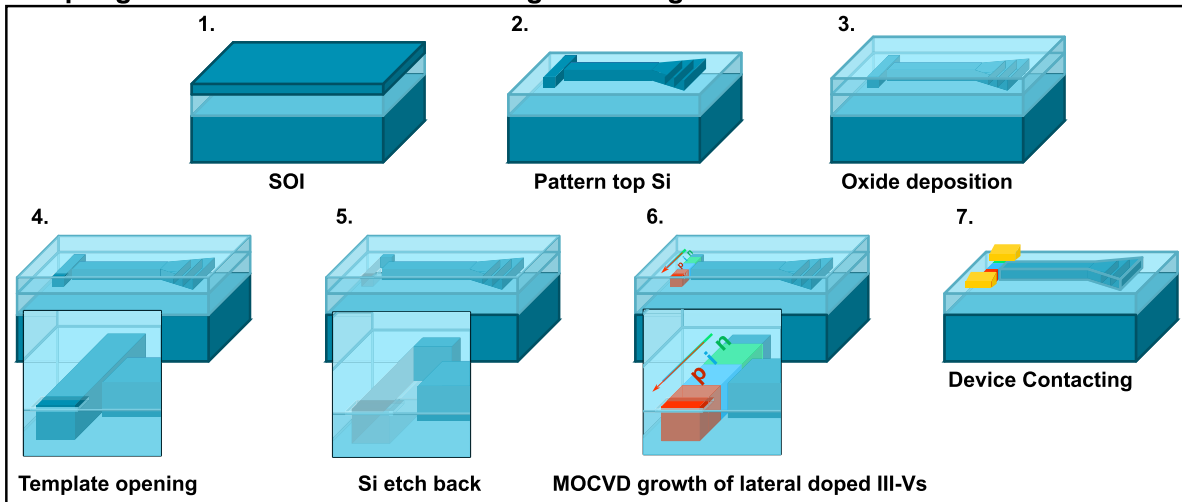 1.
2.
3.
SOI
Pattern top Si
Oxide deposition
4.
5.
6.
7.
p i n
p i n
Device Contacting
Template opening
Si etch back
MOCVD growth of lateral doped III-Vs